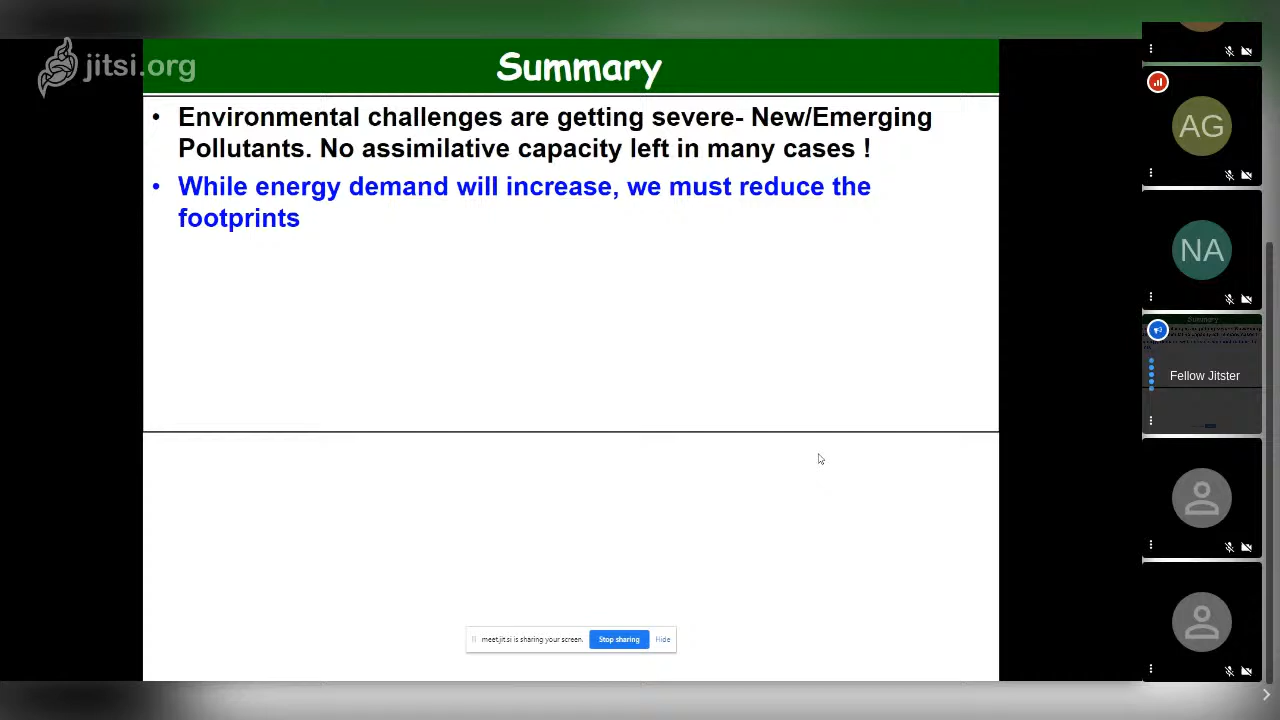 jitsi.org
Summary
• Environmental challenges are getting severe- New/Emerging
Pollutants. No assimilative capacity left in many cases !
• While energy demand will increase, we must reduce the
footprints
AG
NA
Summary
Fellow Jitster
meet.jit.si is sharing your screen.
Stop sharing
Hide